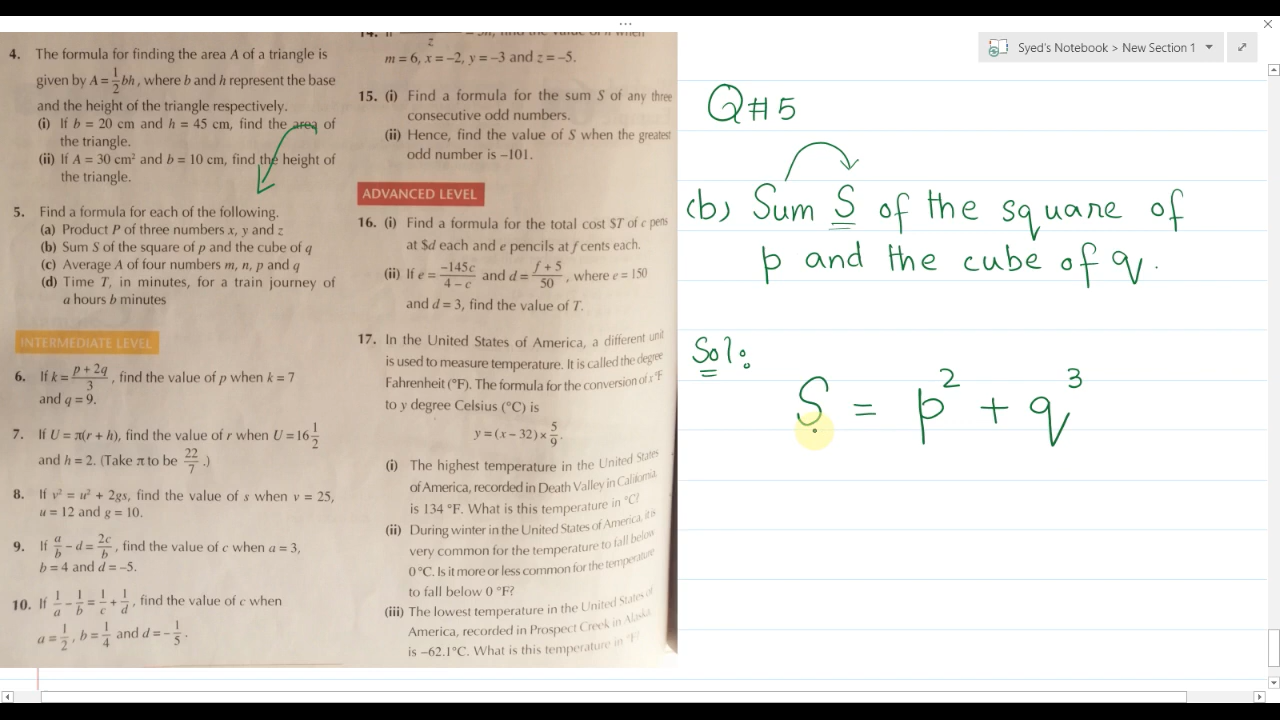 Syed's Notebook > New Section 1
4. The formula for finding the area A of a triangle is
given by A = 1/2 bh, where b and h represent the base
and the height of the triangle respectively.
(i) If b = 20 cm and h = 45 cm, find the area of
the triangle.
(ii) If A = 30 cm² and b = 10 cm, find the height of
the triangle.
5. Find a formula for each of the following.
(a) Product P of three numbers x, y and z
(b) Sum S of the square of p and the cube of q
(c) Average A of four numbers m, n, p and q
(d) Time T, in minutes, for a train journey of
a hours b minutes
INTERMEDIATE LEVEL
6. If k = (p + 2q)/3, find the value of p when k = 7
and q = 9.
7. If U = π(r + h), find the value of r when U = 16 1/2
and h = 2. (Take π to be 22/7.)
8. If v² = u² + 2gs, find the value of s when v = 25,
u = 12 and g = 10.
9. If a/b – d = 2c/b, find the value of c when a = 3,
b = 4 and d = –5.
10. If 1/a – 1/b = 1/c + 1/d, find the value of c when
a = 1/2, b = 1/4 and d = –1/5.
z
m = 6, x = –2, y = –3 and z = –5.
15. (i) Find a formula for the sum S of any three
consecutive odd numbers.
(ii) Hence, find the value of S when the greatest
odd number is –101.
ADVANCED LEVEL
16. (i) Find a formula for the total cost $T of c pens
at $d each and e pencils at f cents each.
(ii) If e = –145c/(4 – c) and d = (f + 5)/50, where e = 150
and d = 3, find the value of T.
17. In the United States of America, a different unit
is used to measure temperature. It is called the degree
Fahrenheit (°F). The formula for the conversion of x °F
to y degree Celsius (°C) is
y = (x – 32) × 5/9.
(i) The highest temperature in the United States
of America, recorded in Death Valley in California,
is 134 °F. What is this temperature in °C?
(ii) During winter in the United States of America, it is
very common for the temperature to fall below
0 °C. Is it more or less common for the temperature
to fall below 0 °F?
(iii) The lowest temperature in the United States of
America, recorded in Prospect Creek in Alaska,
is –62.1°C. What is this temperature in °F?
Q#5
(b) Sum S of the square of
p and the cube of q.
Sol:
S = p² + q³